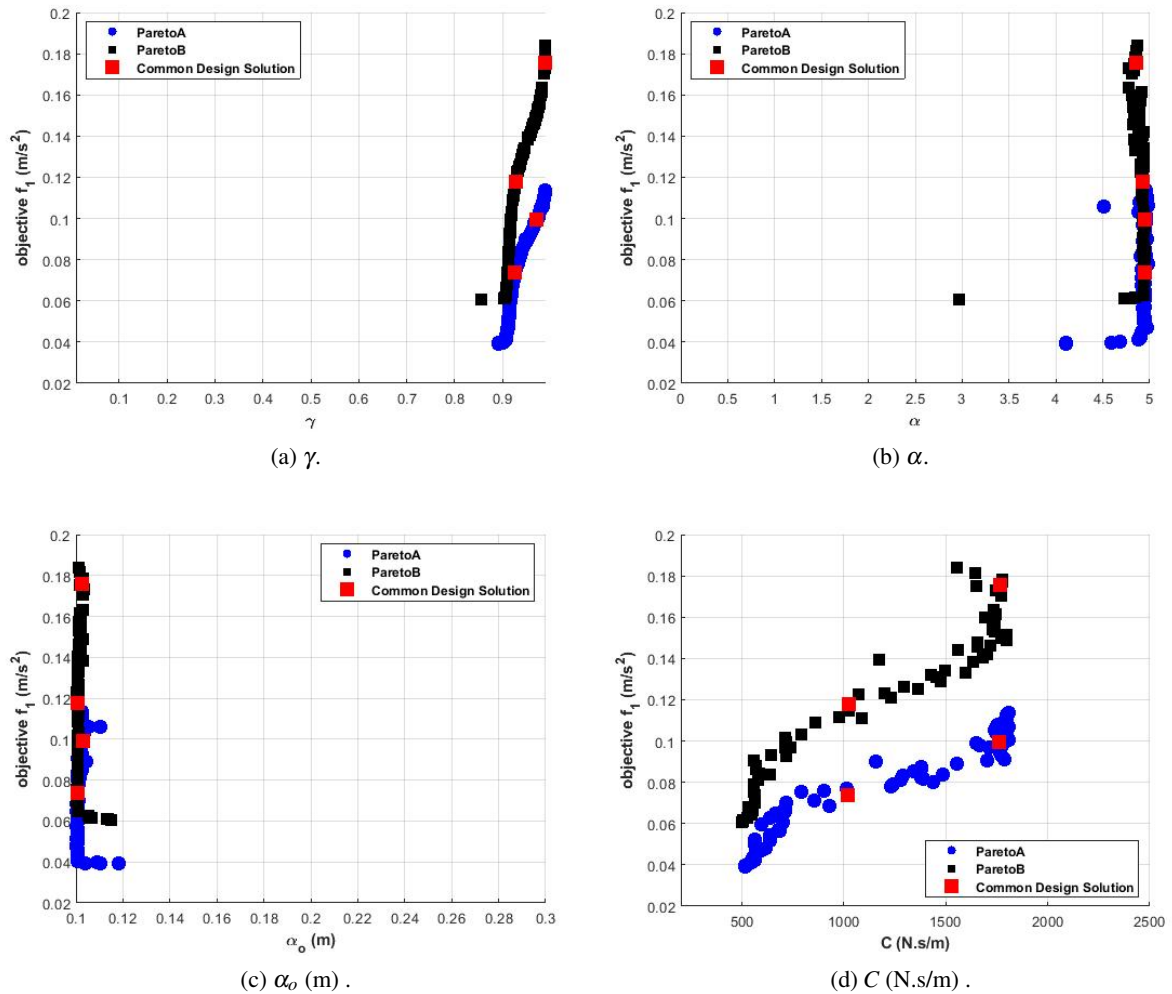 0.2
0.18
0.16
0.14
0.12
0.1
0.08
0.06
0.04
0.02
objective f₁ (m/s²)
ParetoA
ParetoB
Common Design Solution
0.1 0.2 0.3 0.4 0.5 0.6 0.7 0.8 0.9
γ
(a) γ.
0.2
0.18
0.16
0.14
0.12
0.1
0.08
0.06
0.04
0.02
objective f₁ (m/s²)
ParetoA
ParetoB
Common Design Solution
0 0.5 1 1.5 2 2.5 3 3.5 4 4.5 5
α
(b) α.
0.2
0.18
0.16
0.14
0.12
0.1
0.08
0.06
0.04
0.02
objective f₁ (m/s²)
ParetoA
ParetoB
Common Design Solution
0.1 0.12 0.14 0.16 0.18 0.2 0.22 0.24 0.26 0.28 0.3
αₒ (m)
(c) αₒ (m) .
0.2
0.18
0.16
0.14
0.12
0.1
0.08
0.06
0.04
0.02
objective f₁ (m/s²)
ParetoA
ParetoB
Common Design Solution
500 1000 1500 2000 2500
C (N.s/m)
(d) C (N.s/m) .